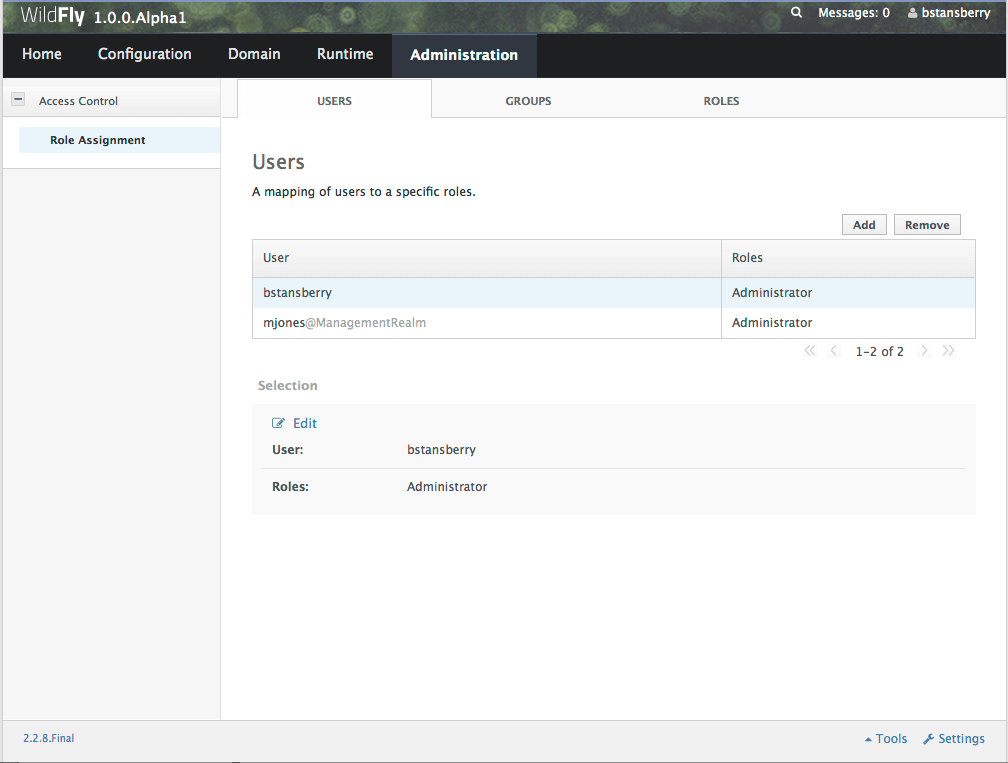 WildFly 1.0.0.Alpha1 Messages: 0 bstansberry
Home Configuration Domain Runtime Administration
Access Control USERS GROUPS ROLES
Role Assignment
Users
A mapping of users to a specific roles.
Add Remove
User Roles
bstansberry Administrator
mjones@ManagementRealm Administrator
1-2 of 2
Selection
Edit
User: bstansberry
Roles: Administrator
2.2.8.Final Tools Settings